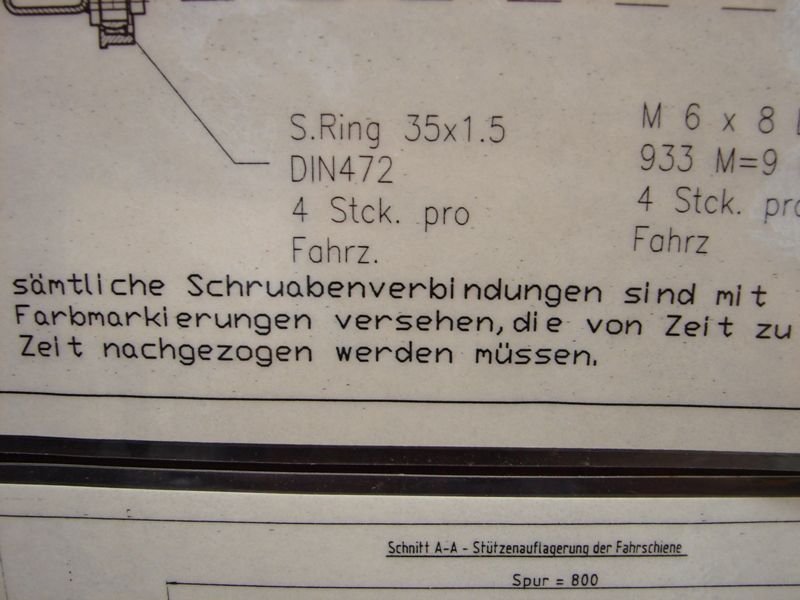 S.Ring 35x1.5
DIN472
4 Stck. pro
Fahrz.
M 6 x 8
933 M=9
4 Stck. pro
Fahrz
sämtliche Schruabenverbindungen sind mit
Farbmarkierungen versehen, die von Zeit zu
Zeit nachgezogen werden müssen.
Schnitt A-A - Stützenauflagerung der Fahrschiene
Spur = 800